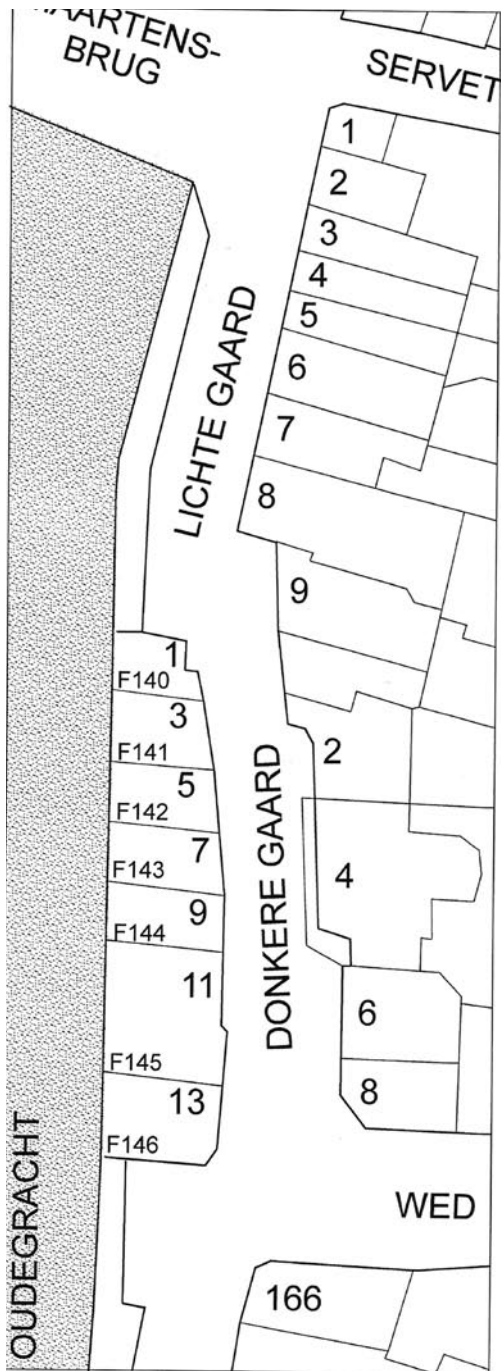 AARTENS-
BRUG
SERVET
1
2
3
4
5
6
7
8
9
LICHTE GAARD
1
F140
3
F141
5
F142
7
F143
9
F144
11
F145
13
F146
DONKERE GAARD
2
4
6
8
OUDEGRACHT
WED
166